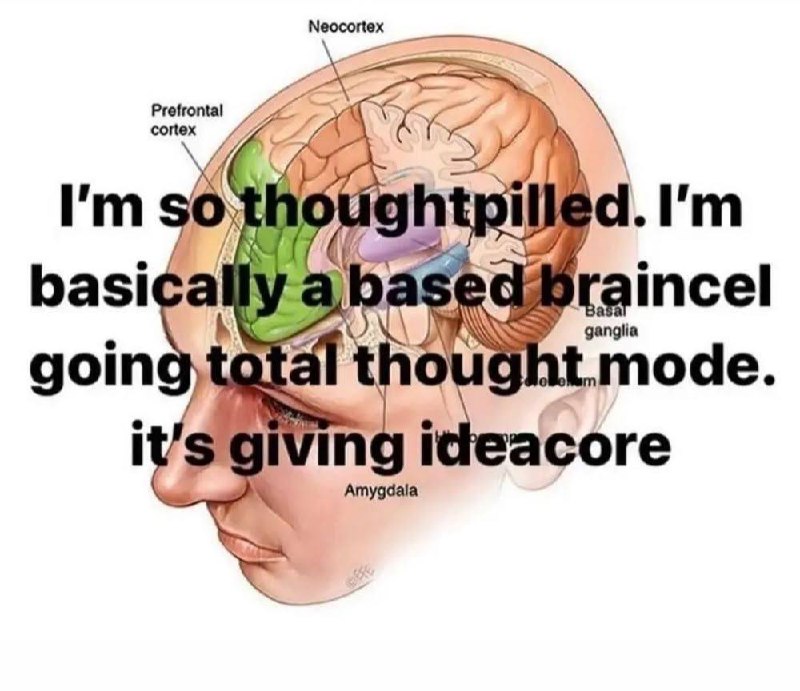 Neocortex
Prefrontal
cortex
I'm so thoughtpilled. I'm
basically a based braincel
Basal
ganglia
going total thought mode.
it's giving ideacore
Amygdala